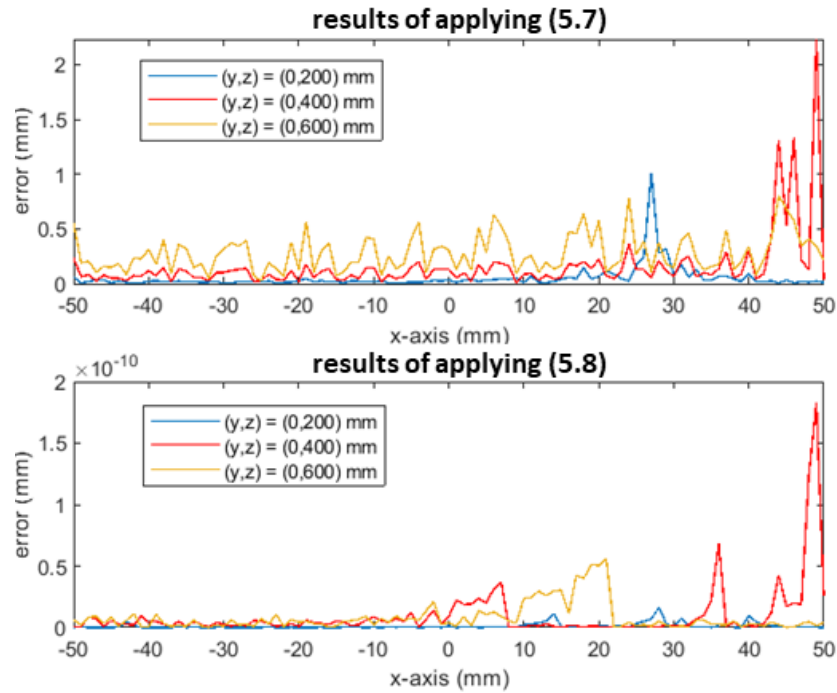 results of applying (5.7)
error (mm)
2
1.5
1
0.5
0
(y,z) = (0,200) mm
(y,z) = (0,400) mm
(y,z) = (0,600) mm
-50 -40 -30 -20 -10 0 10 20 30 40 50
x-axis (mm)
×10⁻¹⁰
results of applying (5.8)
error (mm)
2
1.5
1
0.5
0
(y,z) = (0,200) mm
(y,z) = (0,400) mm
(y,z) = (0,600) mm
-50 -40 -30 -20 -10 0 10 20 30 40 50
x-axis (mm)